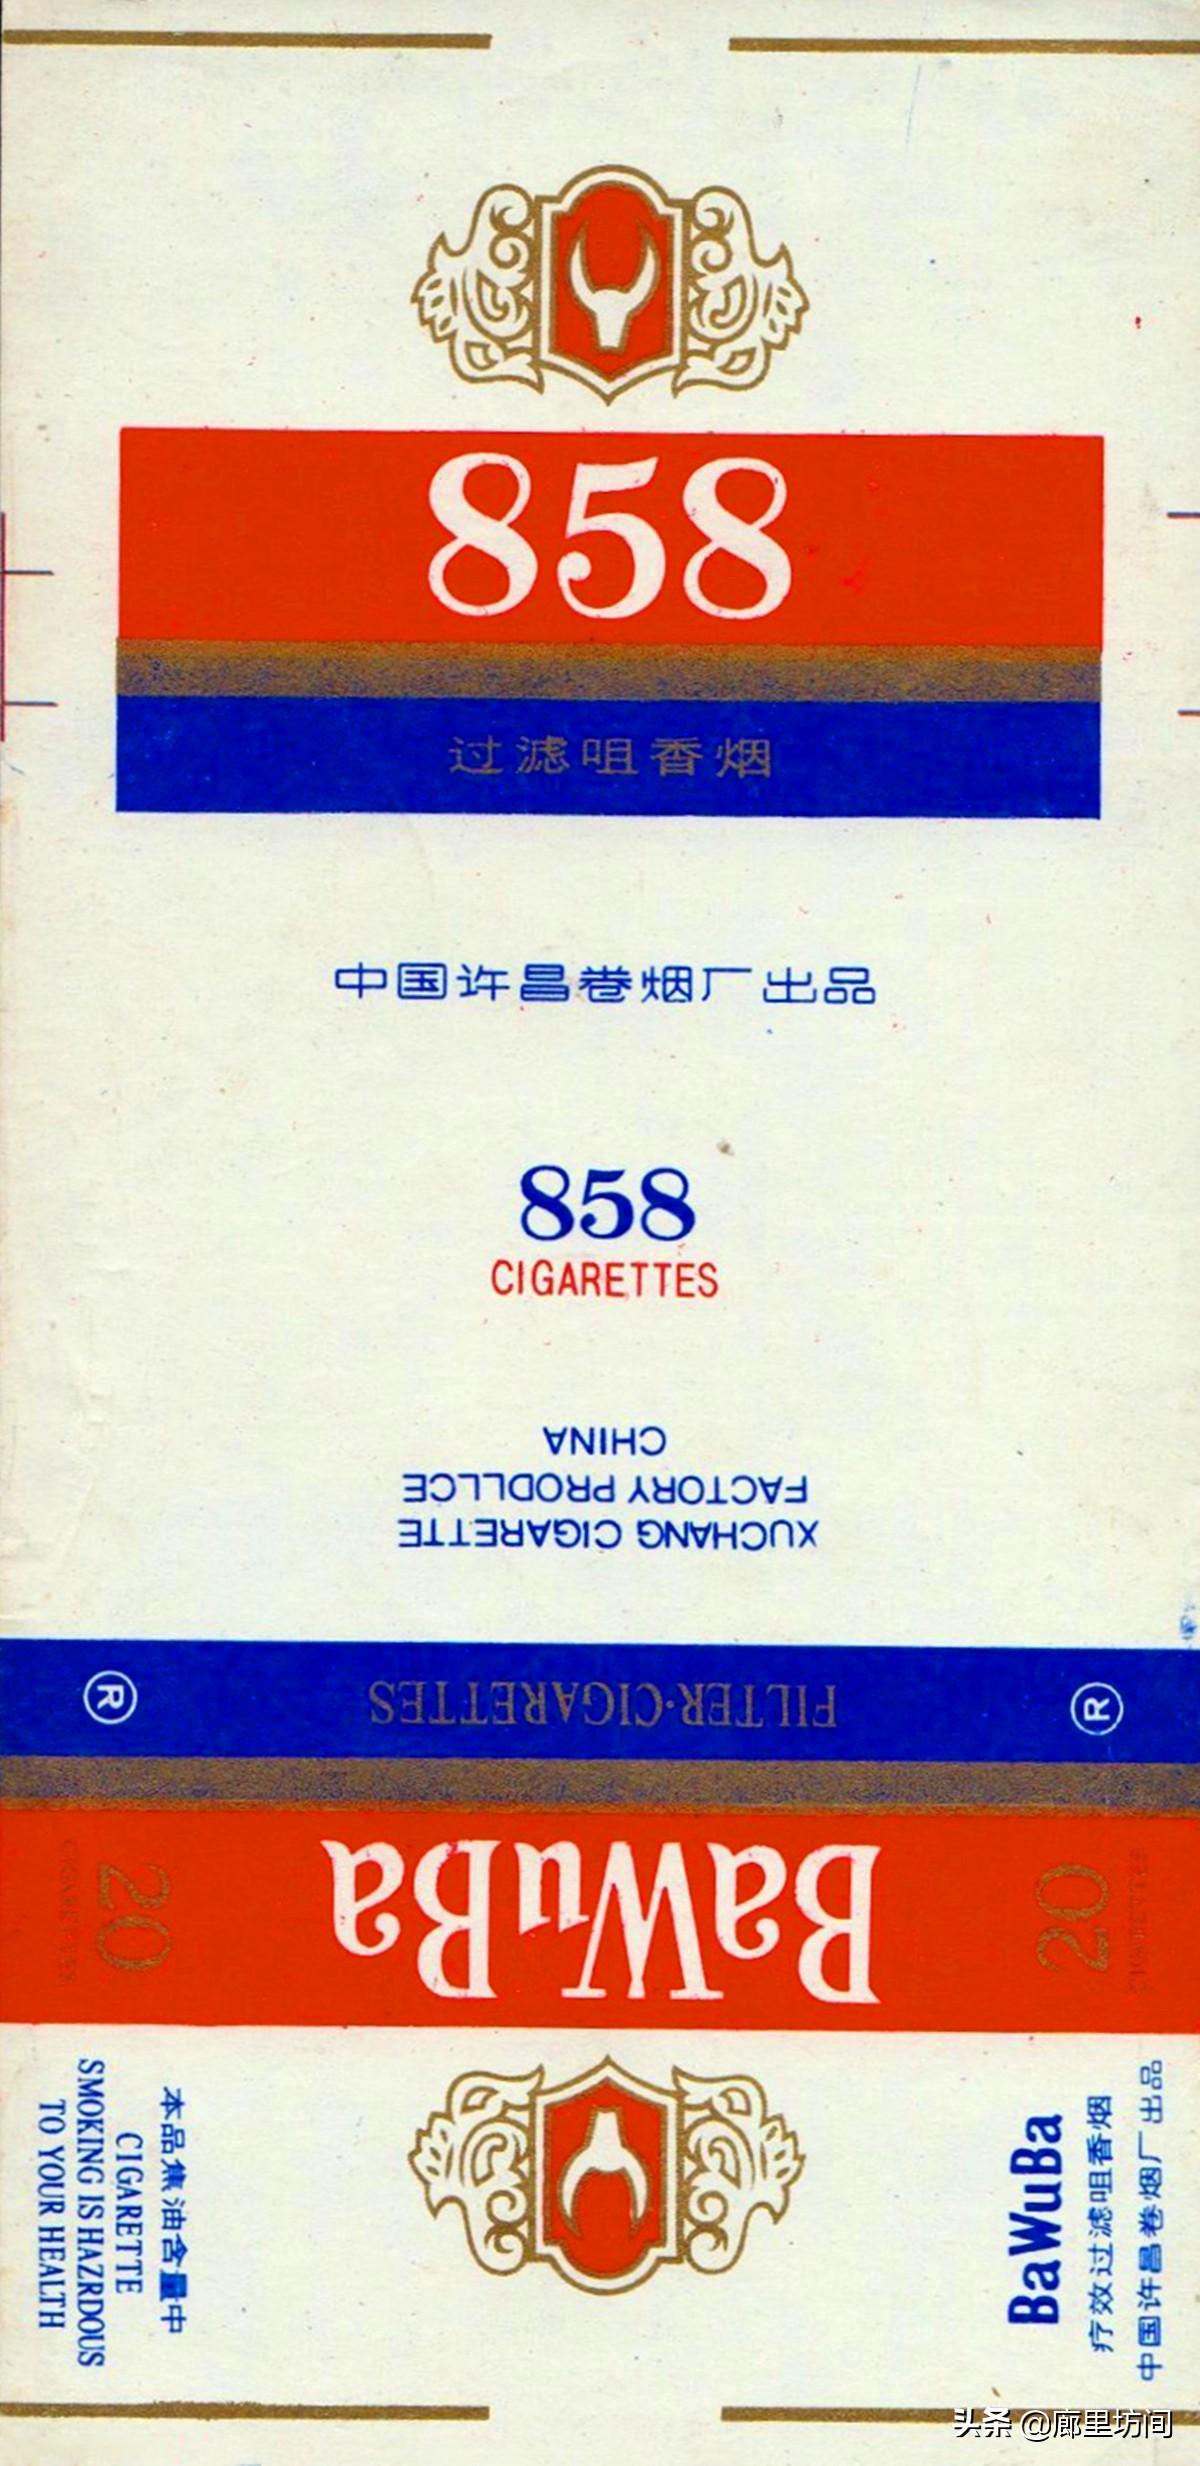 858
过滤咀香烟
中国许昌卷烟厂出品
858
CIGARETTES
XUCHANG CIGARETTE
FACTORY PRODLLCE
CHINA
FILTER·CIGARETTES
®
®
BaWuBa
20
CIGARETTES
20
CIGARETTES
本品焦油含量中
CIGARETTE
SMOKING IS HAZRDOUS
TO YOUR HEALTH
BaWuBa
疗效过滤咀香烟
中国许昌卷烟厂出品
头条 @廊里坊间